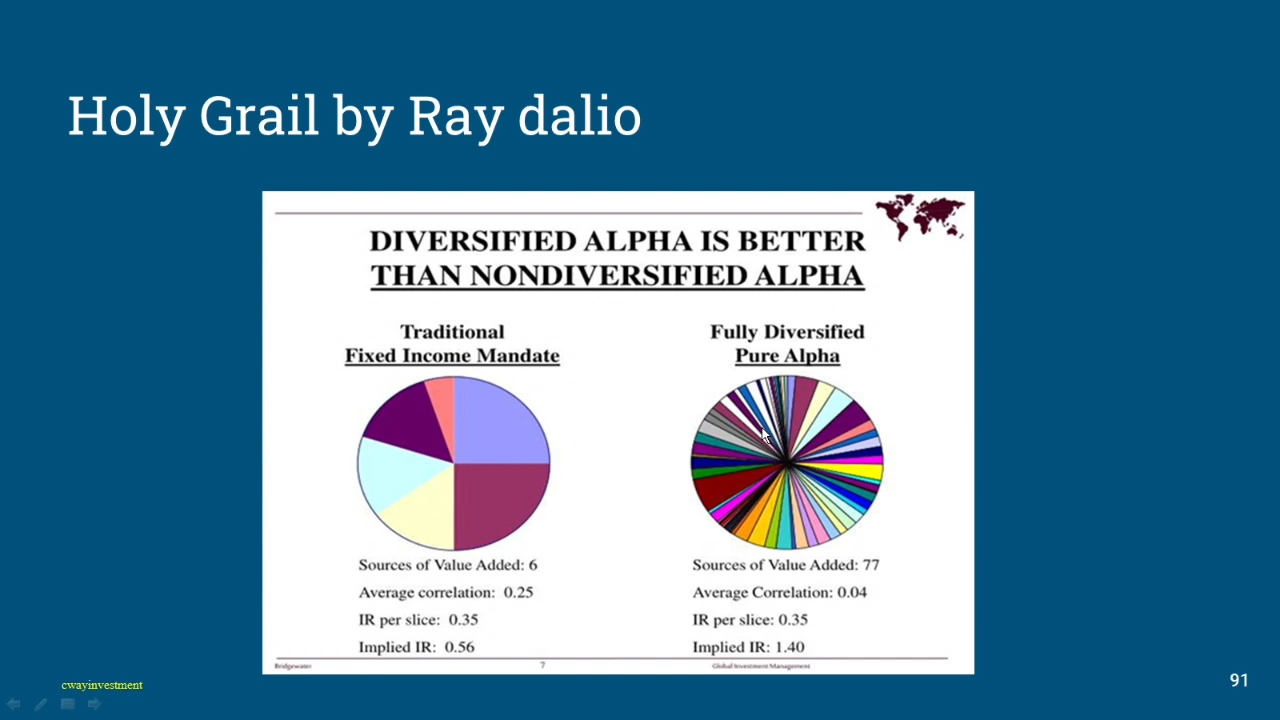 Holy Grail by Ray dalio
DIVERSIFIED ALPHA IS BETTER
THAN NONDIVERSIFIED ALPHA
Traditional
Fixed Income Mandate
Sources of Value Added: 6
Average correlation: 0.25
IR per slice: 0.35
Implied IR: 0.56
Fully Diversified
Pure Alpha
Sources of Value Added: 77
Average Correlation: 0.04
IR per slice: 0.35
Implied IR: 1.40
Bridgewater
7
Global Investment Management
cwayinvestment
91